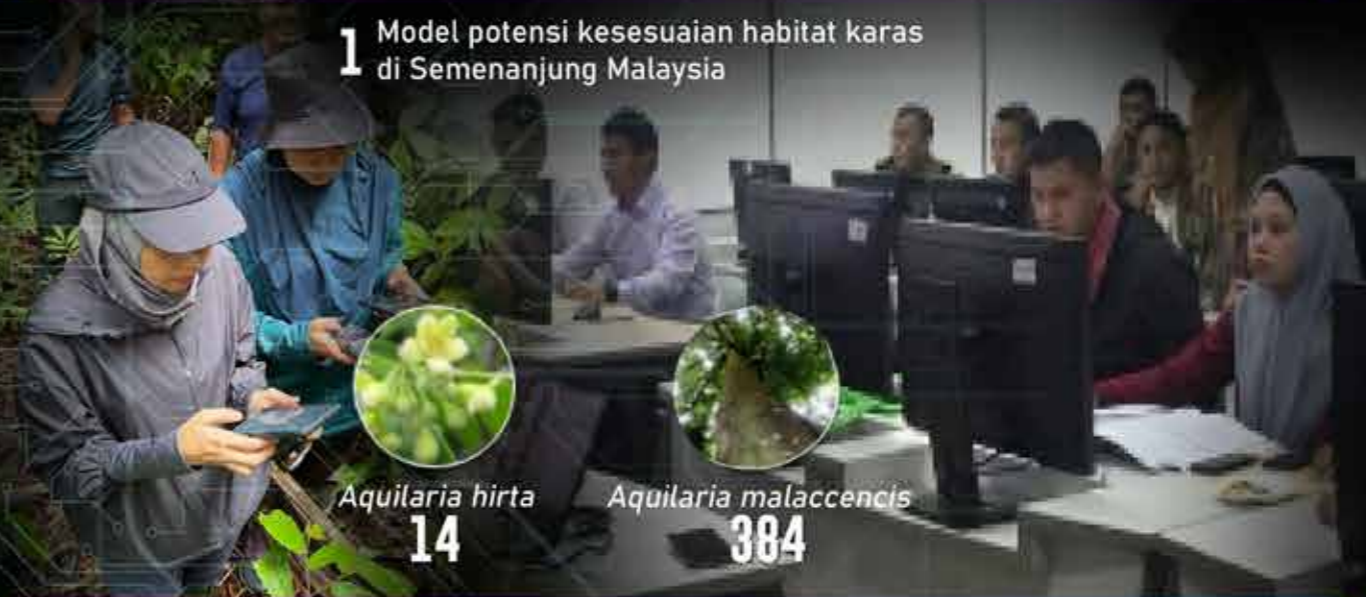 1 Model potensi kesesuaian habitat karas
di Semenanjung Malaysia
Aquilaria hirta
14
Aquilaria malaccencis
384